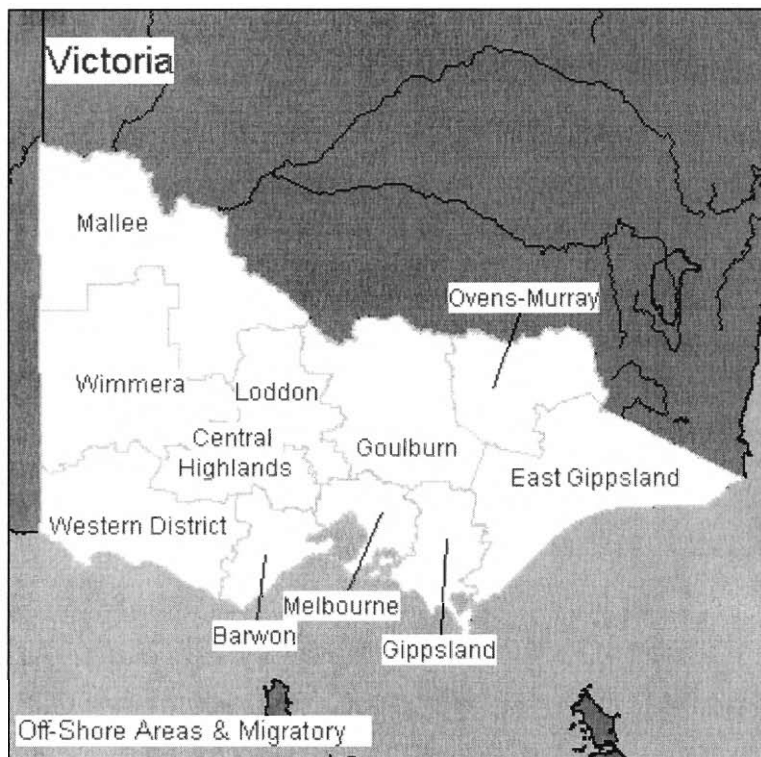 Victoria
Mallee
Ovens-Murray
Wimmera
Loddon
Central
Highlands
Goulburn
East Gippsland
Western District
Melbourne
Barwon
Gippsland
Off-Shore Areas & Migratory